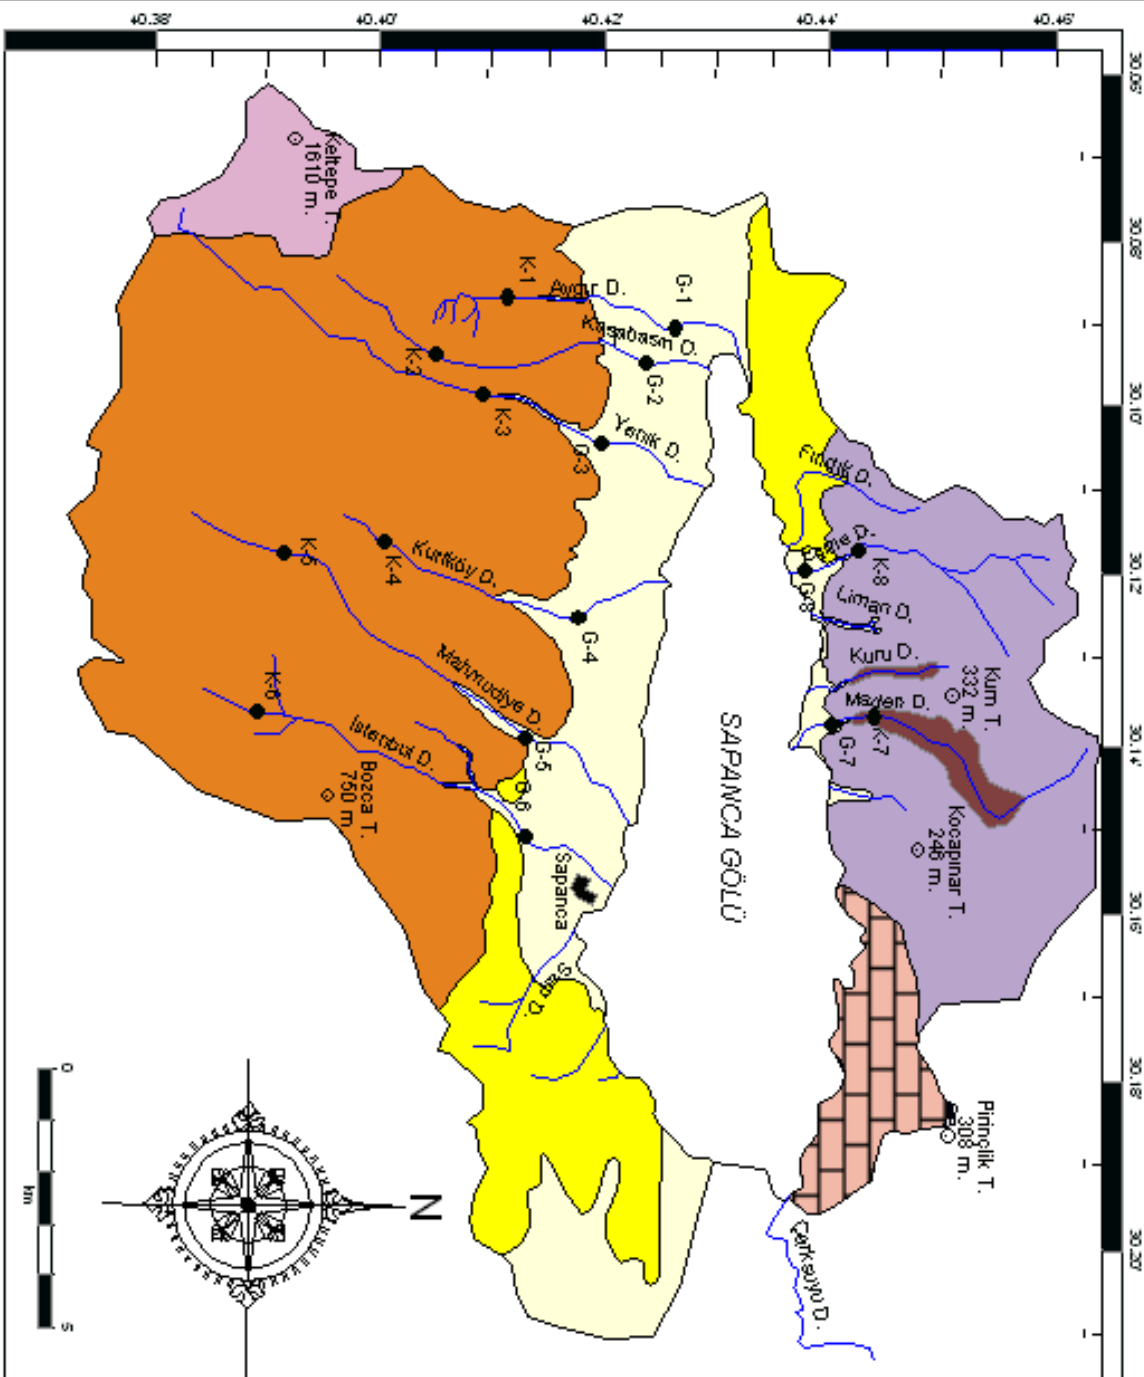 40.38'
40.40'
40.42'
40.44'
40.46'
30.06'
30.08'
30.10'
30.12'
30.14'
30.16'
30.18'
30.20'
Keltepe T.
1610 m.
K-1
Aygır D.
G-1
Kasabasın D.
K-2
G-2
K-3
Yanık D.
G-3
Fındık D.
K-8
G-8
Liman D.
K-5
K-4
Kurtköy D.
G-4
Kuru D.
Kum T.
332 m.
Maden D.
K-7
G-7
K-6
Mahmudiye D.
G-5
İstanbul D.
G-6
Bozca T.
750 m.
SAPANCA GÖLÜ
Kocapınar T.
246 m.
Sapanca
Sarp D.
Pirinçlik T.
308 m.
Çarksuyu D.
N
0
km
5